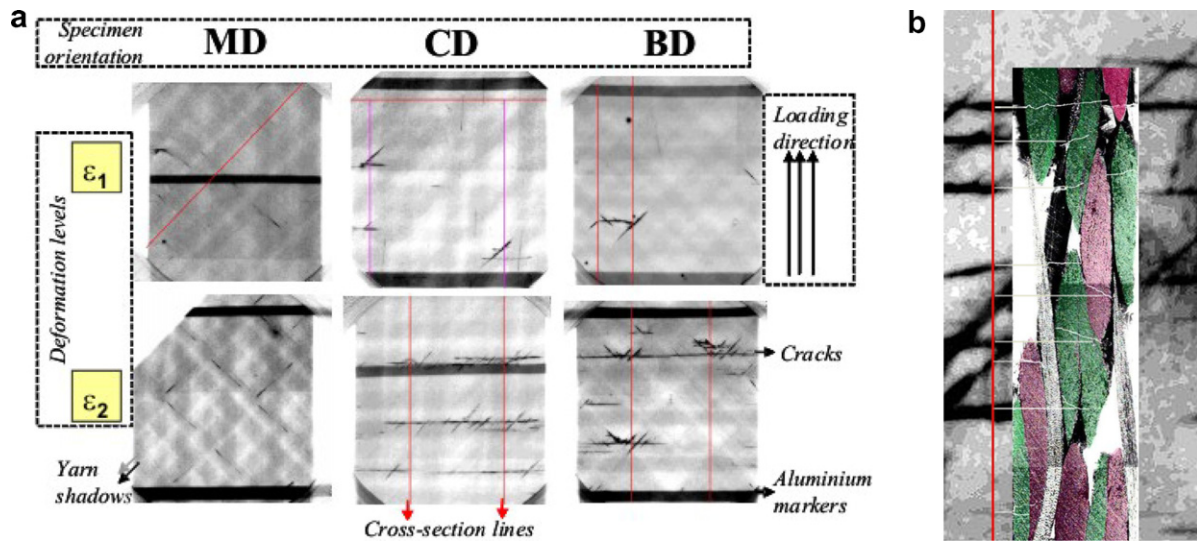 a
b
Specimen
orientation
MD
CD
BD
Deformation levels
ε1
ε2
Loading
direction
Cracks
Yarn
shadows
Aluminium
markers
Cross-section lines